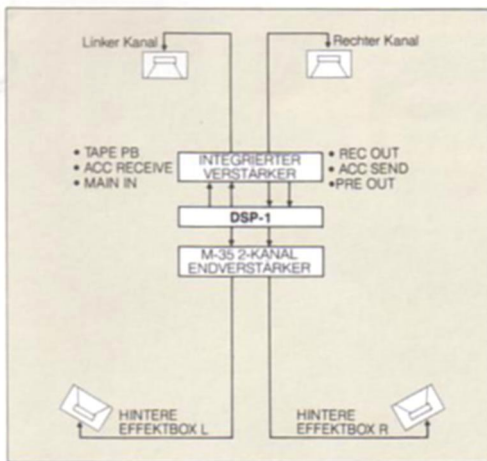 Linker Kanal
Rechter Kanal
• TAPE PB
• ACC RECEIVE
• MAIN IN
INTEGRIERTER
VERSTÄRKER
• REC OUT
• ACC SEND
• PRE OUT
DSP-1
M-35 2-KANAL
ENDVERSTÄRKER
HINTERE
EFFEKTBOX L
HINTERE
EFFEKTBOX R